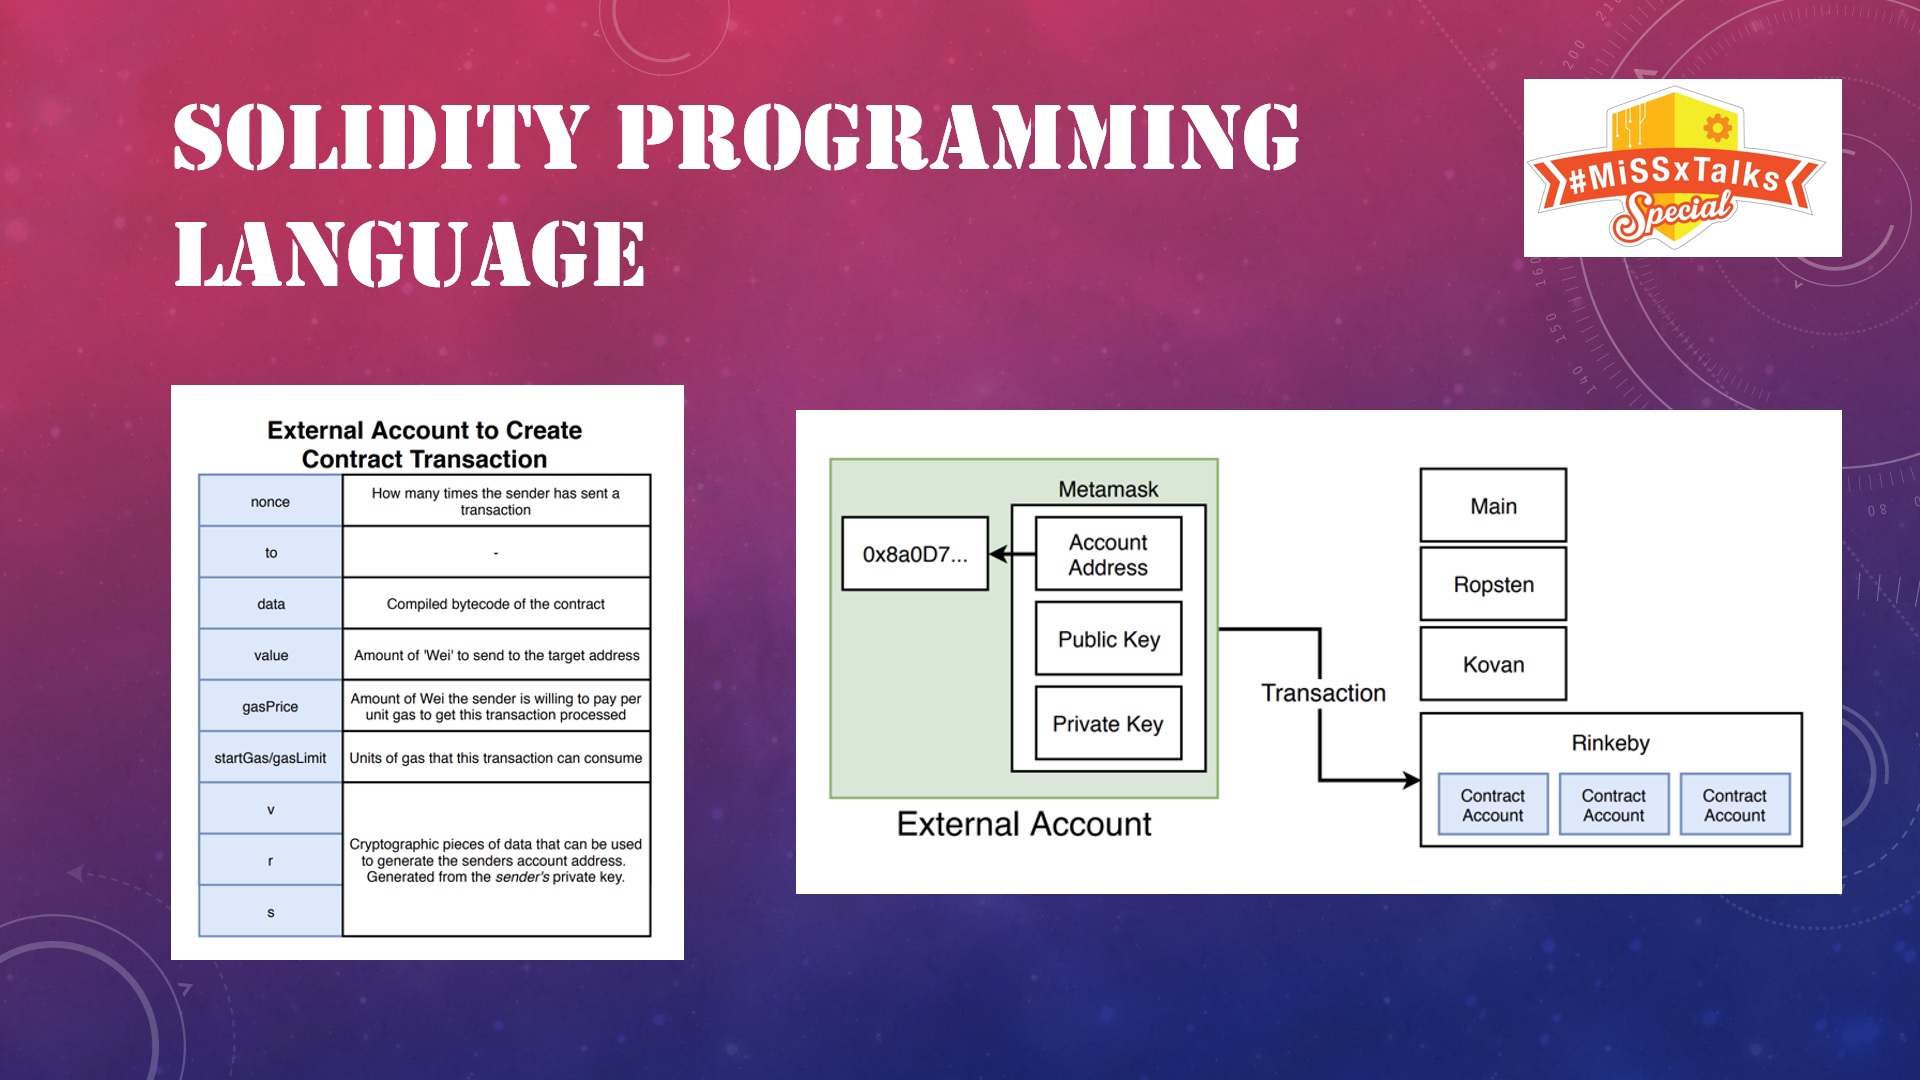 SOLIDITY PROGRAMMING
LANGUAGE
#MiSSxTalks
Special
External Account to Create
Contract Transaction
nonce
How many times the sender has sent a
transaction
to
-
data
Compiled bytecode of the contract
value
Amount of 'Wei' to send to the target address
gasPrice
Amount of Wei the sender is willing to pay per
unit gas to get this transaction processed
startGas/gasLimit
Units of gas that this transaction can consume
v
r
s
Cryptographic pieces of data that can be used
to generate the senders account address.
Generated from the sender's private key.
Metamask
0x8a0D7...
Account
Address
Public Key
Private Key
External Account
Transaction
Main
Ropsten
Kovan
Rinkeby
Contract
Account
Contract
Account
Contract
Account
200
160
150
140
80